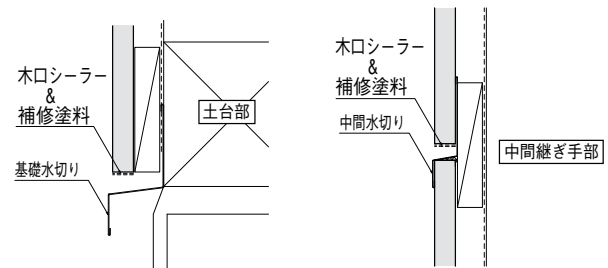 木口シーラー
&
補修塗料
土台部
基礎水切り
木口シーラー
&
補修塗料
中間水切り
中間継ぎ手部